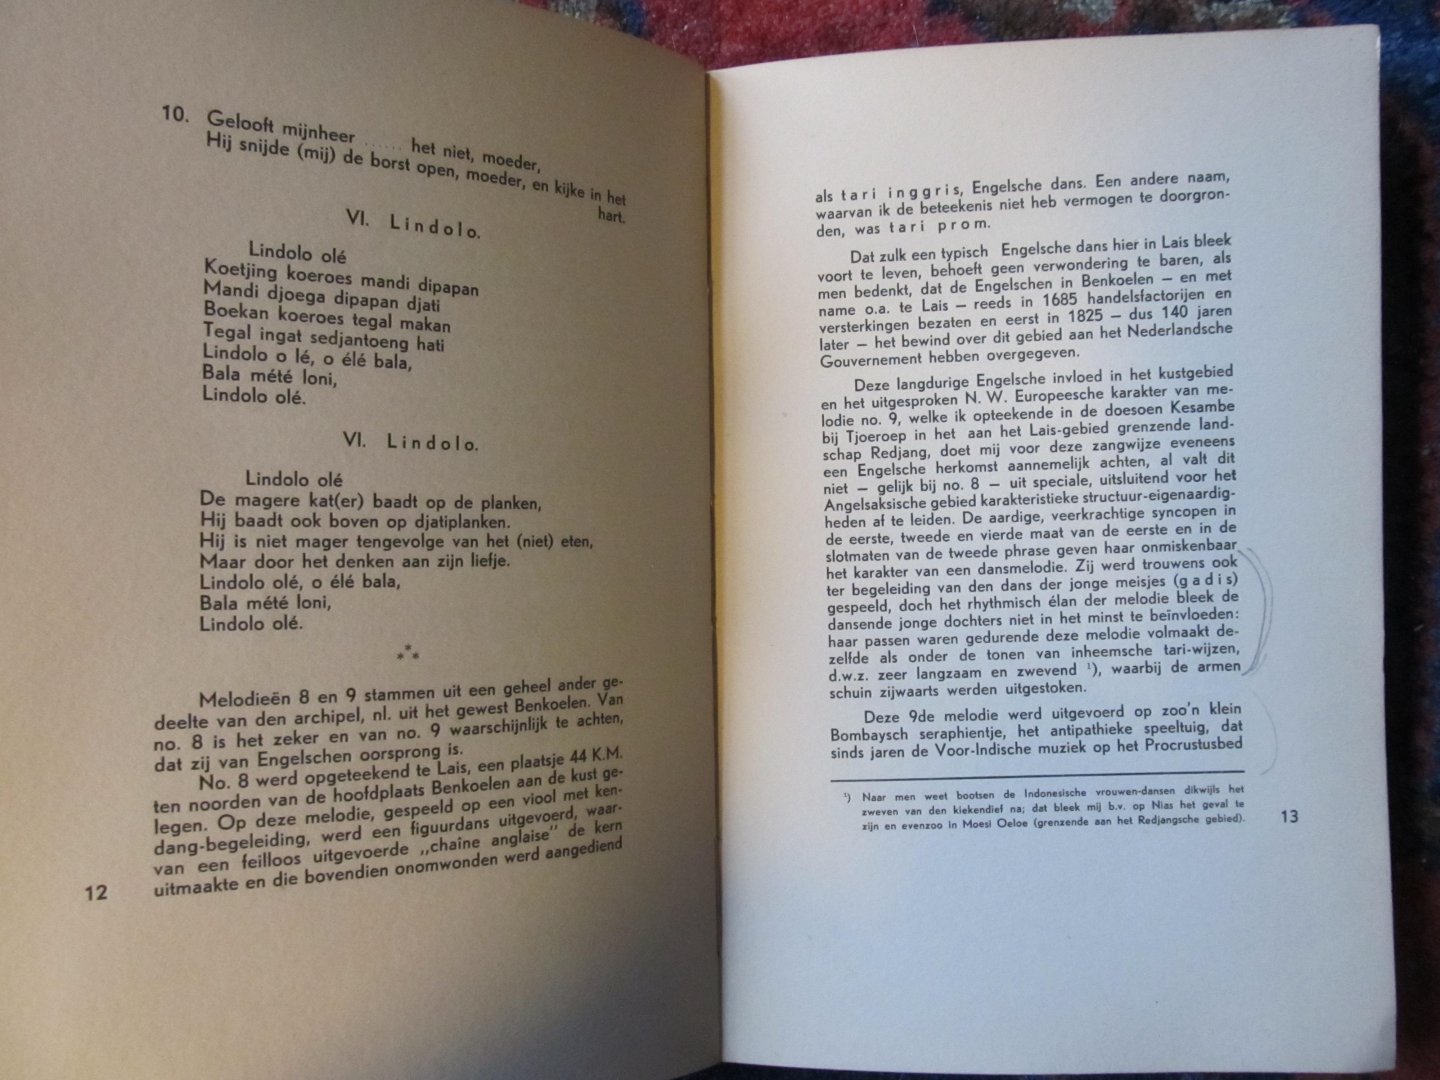 10. Gelooft mijnheer ...... het niet, moeder,
Hij snijde (mij) de borst open, moeder, en kijke in het
hart.
VI. Lindolo.
Lindolo olé
Koetjing koeroes mandi dipapan
Mandi djoega dipapan djati
Boekan koeroes tegal makan
Tegal ingat sedjantoeng hati
Lindolo o lé, o élé bala,
Bala mété loni,
Lindolo olé.
VI. Lindolo.
Lindolo olé
De magere kat(er) baadt op de planken,
Hij baadt ook boven op djatiplanken.
Hij is niet mager tengevolge van het (niet) eten,
Maar door het denken aan zijn liefje.
Lindolo olé, o élé bala,
Bala mété loni,
Lindolo olé.
***
Melodieën 8 en 9 stammen uit een geheel ander ge-
deelte van den archipel, nl. uit het gewest Benkoelen. Van
no. 8 is het zeker en van no. 9 waarschijnlijk te achten,
dat zij van Engelschen oorsprong is.
No. 8 werd opgeteekend te Lais, een plaatsje 44 K.M.
ten noorden van de hoofdplaats Benkoelen aan de kust ge-
legen. Op deze melodie, gespeeld op een viool met ken-
dang-begeleiding, werd een figuurdans uitgevoerd, waar-
van een feilloos uitgevoerde „chaîne anglaise" de kern
uitmaakte en die bovendien onomwonden werd aangediend
12
als tari inggris, Engelsche dans. Een andere naam,
waarvan ik de beteekenis niet heb vermogen te doorgron-
den, was tari prom.
Dat zulk een typisch Engelsche dans hier in Lais bleek
voort te leven, behoeft geen verwondering te baren, als
men bedenkt, dat de Engelschen in Benkoelen — en met
name o.a. te Lais — reeds in 1685 handelsfactorijen en
versterkingen bezaten en eerst in 1825 — dus 140 jaren
later — het bewind over dit gebied aan het Nederlandsche
Gouvernement hebben overgegeven.
Deze langdurige Engelsche invloed in het kustgebied
en het uitgesproken N. W. Europeesche karakter van me-
lodie no. 9, welke ik opteekende in de doesoen Kesambe
bij Tjoeroep in het aan het Lais-gebied grenzende land-
schap Redjang, doet mij voor deze zangwijze eveneens
een Engelsche herkomst aannemelijk achten, al valt dit
niet — gelijk bij no. 8 — uit speciale, uitsluitend voor het
Angelsaksische gebied karakteristieke structuur-eigenaardig-
heden af te leiden. De aardige, veerkrachtige syncopen in
de eerste, tweede en vierde maat van de eerste en in de
slotmaten van de tweede phrase geven haar onmiskenbaar
het karakter van een dansmelodie. Zij werd trouwens ook
ter begeleiding van den dans der jonge meisjes (gadis)
gespeeld, doch het rhythmisch élan der melodie bleek de
dansende jonge dochters niet in het minst te beïnvloeden:
haar passen waren gedurende deze melodie volmaakt de-
zelfde als onder de tonen van inheemsche tari-wijzen,
d.w.z. zeer langzaam en zwevend ¹), waarbij de armen
schuin zijwaarts werden uitgestoken.
Deze 9de melodie werd uitgevoerd op zoo'n klein
Bombaysch seraphientje, het antipathieke speeltuig, dat
sinds jaren de Voor-Indische muziek op het Procrustusbed
¹) Naar men weet bootsen de Indonesische vrouwen-dansen dikwijls het
zweven van den kiekendief na; dat bleek mij b.v. op Nias het geval te
zijn en evenzoo in Moesi Oeloe (grenzende aan het Redjangsche gebied).
13